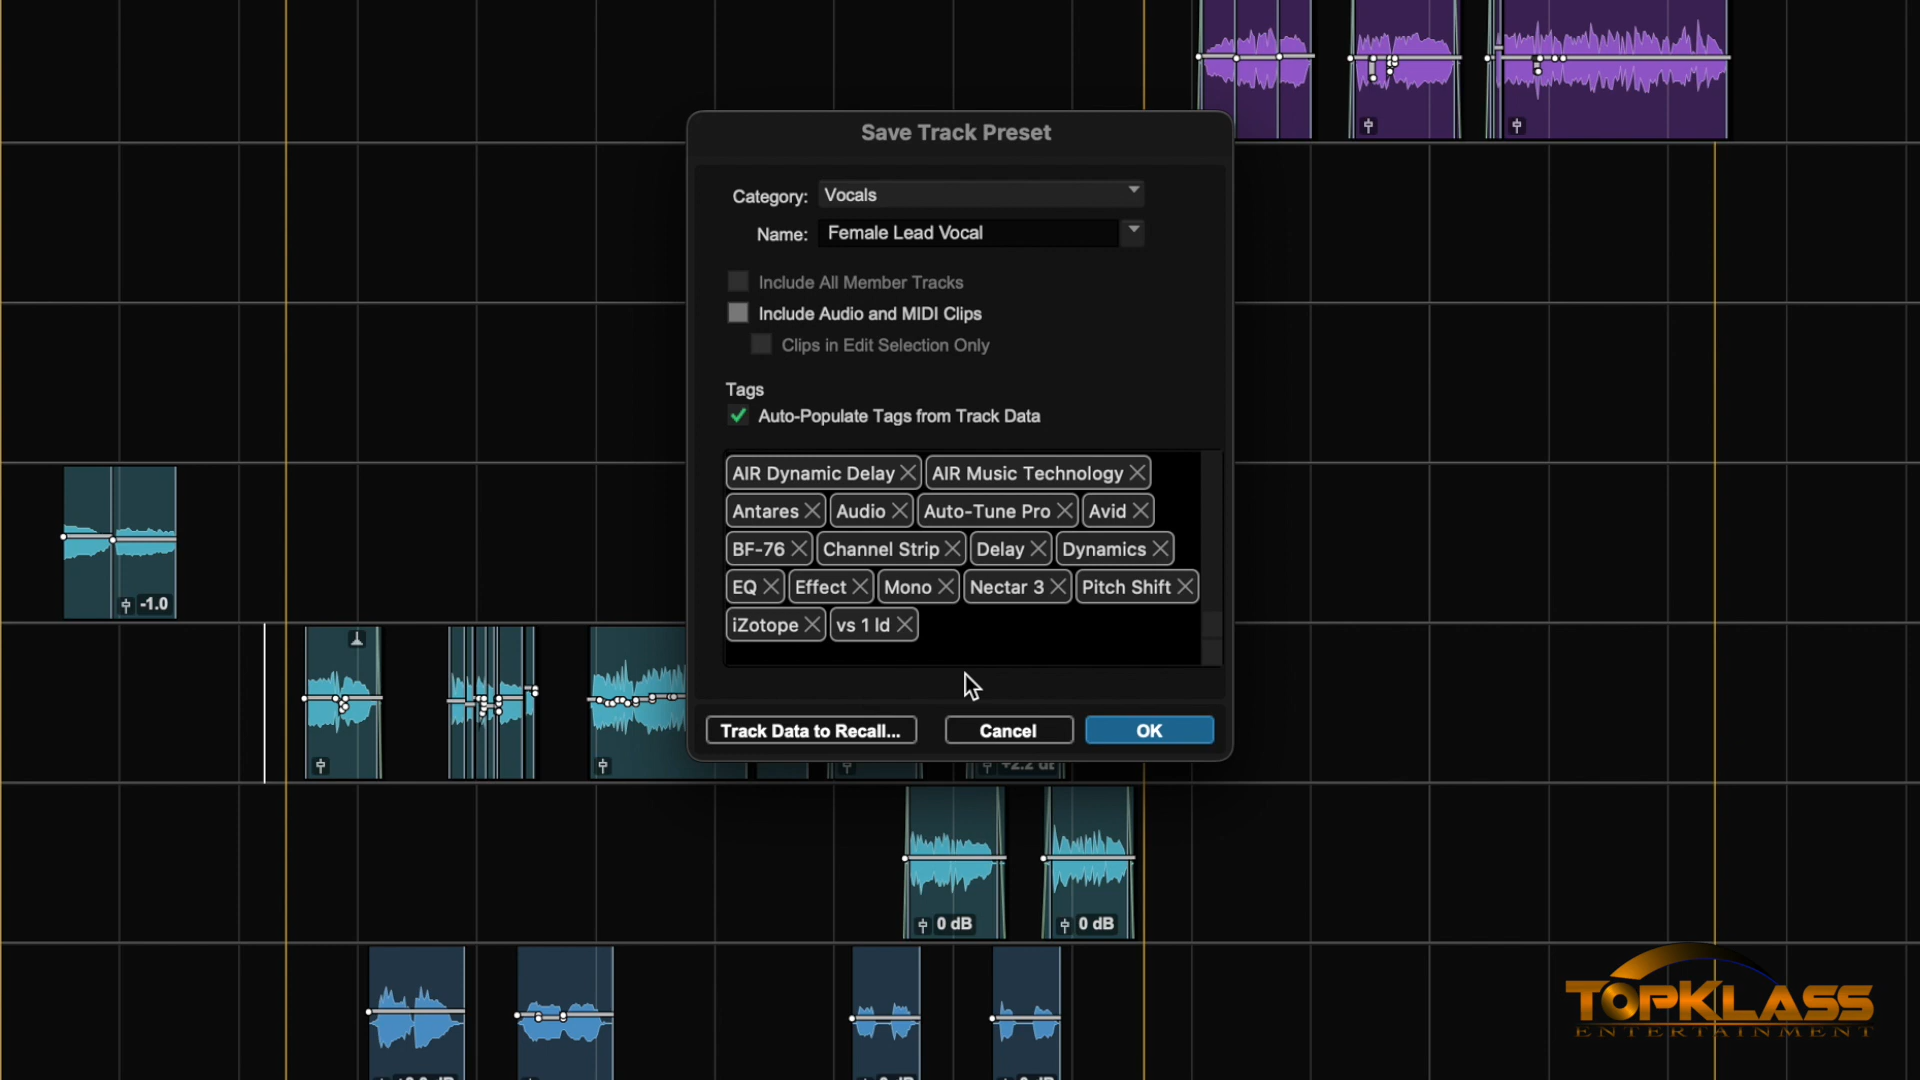 Save Track Preset
Category: Vocals
Name: Female Lead Vocal
Include All Member Tracks
Include Audio and MIDI Clips
Clips in Edit Selection Only
Tags
Auto-Populate Tags from Track Data
AIR Dynamic Delay AIR Music Technology
Antares Audio Auto-Tune Pro Avid
BF-76 Channel Strip Delay Dynamics
EQ Effect Mono Nectar 3 Pitch Shift
-1.0
iZotope vs 1 ld
Track Data to Recall... Cancel OK
+2.2 dB
0 dB 0 dB
TOPKLASS
ENTERTAINMENT